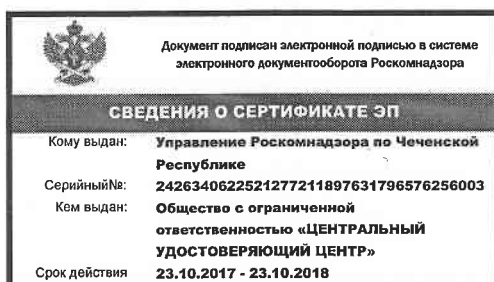 Документ подписан электронной подписью в системе
электронного документооборота Роскомнадзора
СВЕДЕНИЯ О СЕРТИФИКАТЕ ЭП
Кому выдан: Управление Роскомнадзора по Чеченской
Республике
Серийный№: 242634062252127721189763179657625600З
Кем выдан: Общество с ограниченной
ответственностью «ЦЕНТРАЛЬНЫЙ
УДОСТОВЕРЯЮЩИЙ ЦЕНТР»
Срок действия 23.10.2017 - 23.10.2018